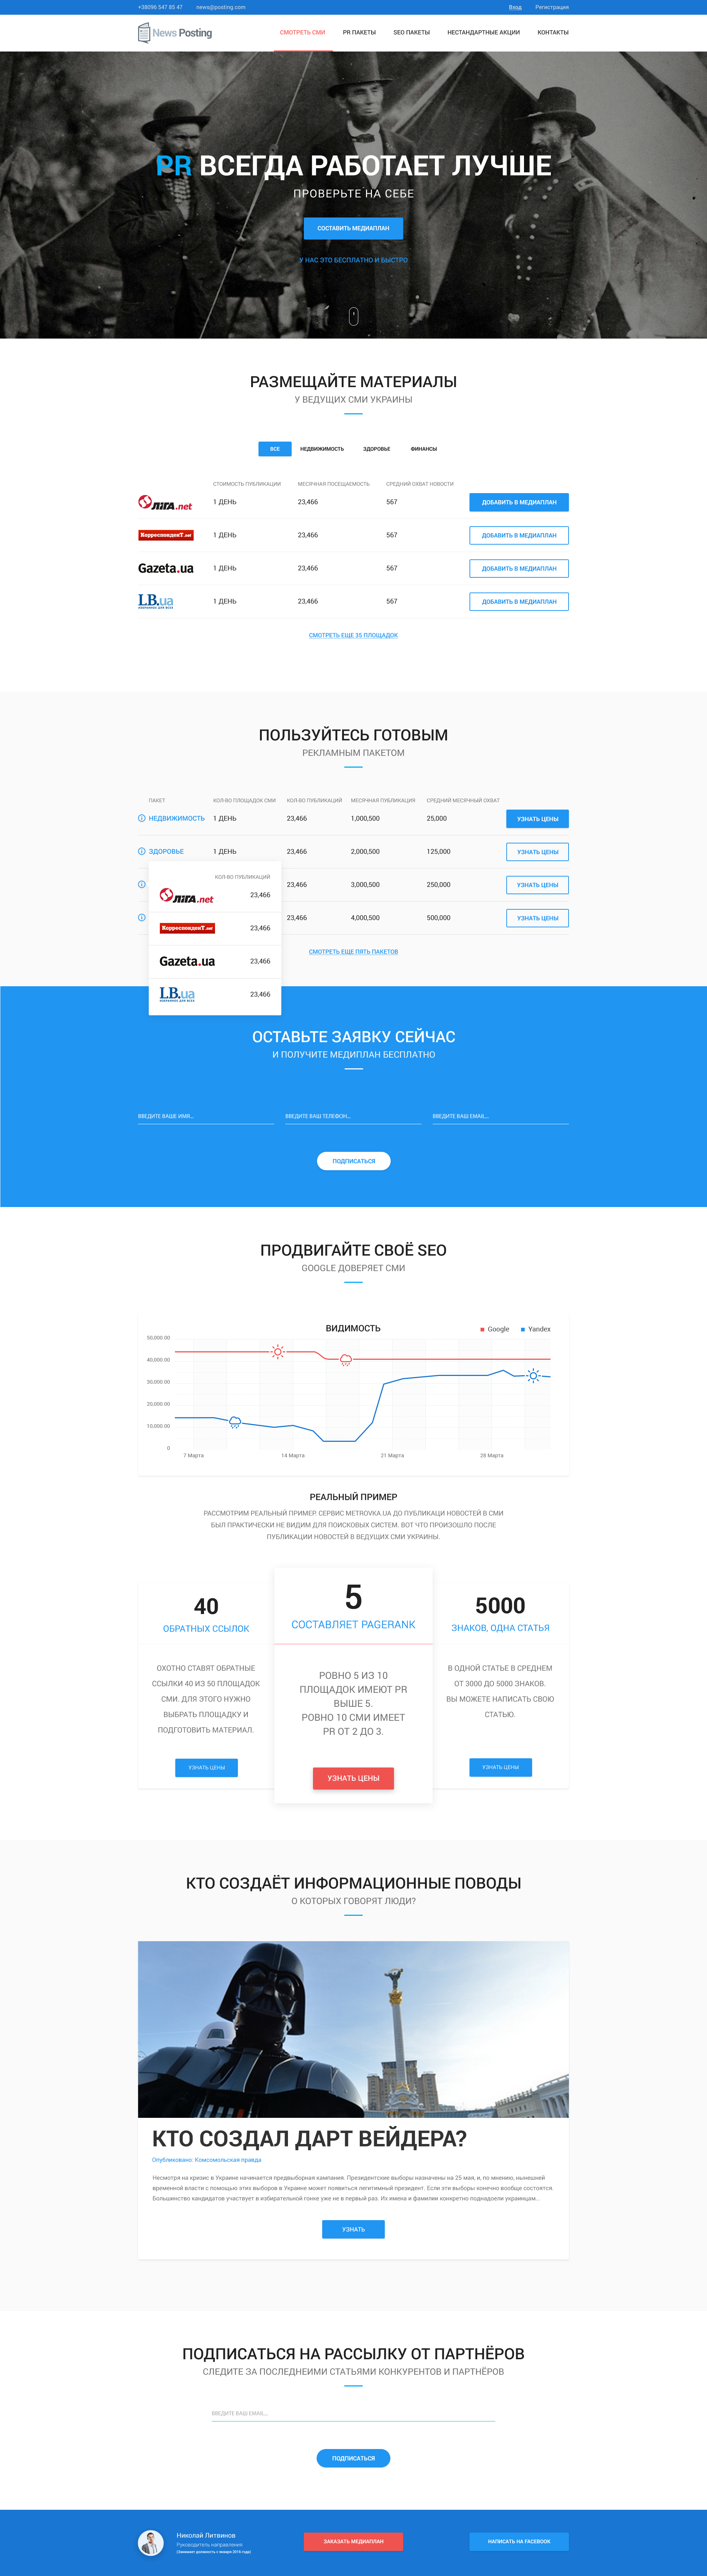 +38096 547 85 47 news@posting.com Вход Регистрация
News Posting СМОТРЕТЬ СМИ PR ПАКЕТЫ SEO ПАКЕТЫ НЕСТАНДАРТНЫЕ АКЦИИ КОНТАКТЫ
PR ВСЕГДА РАБОТАЕТ ЛУЧШЕ
ПРОВЕРЬТЕ НА СЕБЕ
СОСТАВИТЬ МЕДИАПЛАН
У НАС ЭТО БЕСПЛАТНО И БЫСТРО
РАЗМЕЩАЙТЕ МАТЕРИАЛЫ
У ВЕДУЩИХ СМИ УКРАИНЫ
ВСЕ НЕДВИЖИМОСТЬ ЗДОРОВЬЕ ФИНАНСЫ
СТОИМОСТЬ ПУБЛИКАЦИИ МЕСЯЧНАЯ ПОСЕЩАЕМОСТЬ СРЕДНИЙ ОХВАТ НОВОСТИ
ЛІГА.net 1 ДЕНЬ 23,466 567 ДОБАВИТЬ В МЕДИАПЛАН
КорреспонденТ.net 1 ДЕНЬ 23,466 567 ДОБАВИТЬ В МЕДИАПЛАН
Gazeta.ua 1 ДЕНЬ 23,466 567 ДОБАВИТЬ В МЕДИАПЛАН
LB.ua 1 ДЕНЬ 23,466 567 ДОБАВИТЬ В МЕДИАПЛАН
СМОТРЕТЬ ЕЩЕ 35 ПЛОЩАДОК
ПОЛЬЗУЙТЕСЬ ГОТОВЫМ
РЕКЛАМНЫМ ПАКЕТОМ
ПАКЕТ КОЛ-ВО ПЛОЩАДОК СМИ КОЛ-ВО ПУБЛИКАЦИЙ МЕСЯЧНАЯ ПУБЛИКАЦИЯ СРЕДНИЙ МЕСЯЧНЫЙ ОХВАТ
НЕДВИЖИМОСТЬ 1 ДЕНЬ 23,466 1,000,500 25,000 УЗНАТЬ ЦЕНЫ
ЗДОРОВЬЕ 1 ДЕНЬ 23,466 2,000,500 125,000 УЗНАТЬ ЦЕНЫ
23,466 3,000,500 250,000 УЗНАТЬ ЦЕНЫ
23,466 4,000,500 500,000 УЗНАТЬ ЦЕНЫ
КОЛ-ВО ПУБЛИКАЦИЙ
ЛІГА.net 23,466
КорреспонденТ.net 23,466
Gazeta.ua 23,466
LB.ua 23,466
СМОТРЕТЬ ЕЩЕ ПЯТЬ ПАКЕТОВ
ОСТАВЬТЕ ЗАЯВКУ СЕЙЧАС
И ПОЛУЧИТЕ МЕДИПЛАН БЕСПЛАТНО
ВВЕДИТЕ ВАШЕ ИМЯ... ВВЕДИТЕ ВАШ ТЕЛЕФОН... ВВЕДИТЕ ВАШ EMAIL...
ПОДПИСАТЬСЯ
ПРОДВИГАЙТЕ СВОЁ SEO
GOOGLE ДОВЕРЯЕТ СМИ
ВИДИМОСТЬ Google Yandex
50,000.00
40,000.00
30,000.00
20,000.00
10,000.00
0
7 Марта 14 Марта 21 Марта 28 Марта
РЕАЛЬНЫЙ ПРИМЕР
РАССМОТРИМ РЕАЛЬНЫЙ ПРИМЕР. СЕРВИС METROVKA.UA ДО ПУБЛИКАЦИ НОВОСТЕЙ В СМИ
БЫЛ ПРАКТИЧЕСКИ НЕ ВИДИМ ДЛЯ ПОИСКОВЫХ СИСТЕМ. ВОТ ЧТО ПРОИЗОШЛО ПОСЛЕ
ПУБЛИКАЦИИ НОВОСТЕЙ В ВЕДУЩИХ СМИ УКРАИНЫ.
40
ОБРАТНЫХ ССЫЛОК
ОХОТНО СТАВЯТ ОБРАТНЫЕ
ССЫЛКИ 40 ИЗ 50 ПЛОЩАДОК
СМИ. ДЛЯ ЭТОГО НУЖНО
ВЫБРАТЬ ПЛОЩАДКУ И
ПОДГОТОВИТЬ МАТЕРИАЛ.
УЗНАТЬ ЦЕНЫ
5
СОСТАВЛЯЕТ PAGERANK
РОВНО 5 ИЗ 10
ПЛОЩАДОК ИМЕЮТ PR
ВЫШЕ 5.
РОВНО 10 СМИ ИМЕЕТ
PR ОТ 2 ДО 3.
УЗНАТЬ ЦЕНЫ
5000
ЗНАКОВ, ОДНА СТАТЬЯ
В ОДНОЙ СТАТЬЕ В СРЕДНЕМ
ОТ 3000 ДО 5000 ЗНАКОВ.
ВЫ МОЖЕТЕ НАПИСАТЬ СВОЮ
СТАТЬЮ.
УЗНАТЬ ЦЕНЫ
КТО СОЗДАЁТ ИНФОРМАЦИОННЫЕ ПОВОДЫ
О КОТОРЫХ ГОВОРЯТ ЛЮДИ?
КТО СОЗДАЛ ДАРТ ВЕЙДЕРА?
Опубликовано: Комсомольская правда
Несмотря на кризис в Украине начинается предвыборная кампания. Президентские выборы назначены на 25 мая, и, по мнению, нынешней
временной власти с помощью этих выборов в Украине может появиться легитимный президент. Если эти выборы конечно вообще состоятся.
Большинство кандидатов участвует в избирательной гонке уже не в первый раз. Их имена и фамилии конкретно поднадоели украинцам...
УЗНАТЬ
ПОДПИСАТЬСЯ НА РАССЫЛКУ ОТ ПАРТНЁРОВ
СЛЕДИТЕ ЗА ПОСЛЕДНЕИМИ СТАТЬЯМИ КОНКУРЕНТОВ И ПАРТНЁРОВ
ВВЕДИТЕ ВАШ EMAIL...
ПОДПИСАТЬСЯ
Николай Литвинов
Руководитель направления
(Занимает должность с января 2016 года)
ЗАКАЗАТЬ МЕДИАПЛАН
НАПИСАТЬ НА FACEBOOK